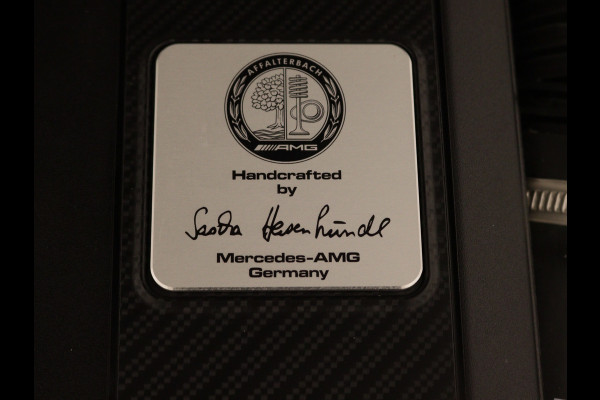 AFFALTERBACH
AMG
Handcrafted
by
Mercedes-AMG
Germany